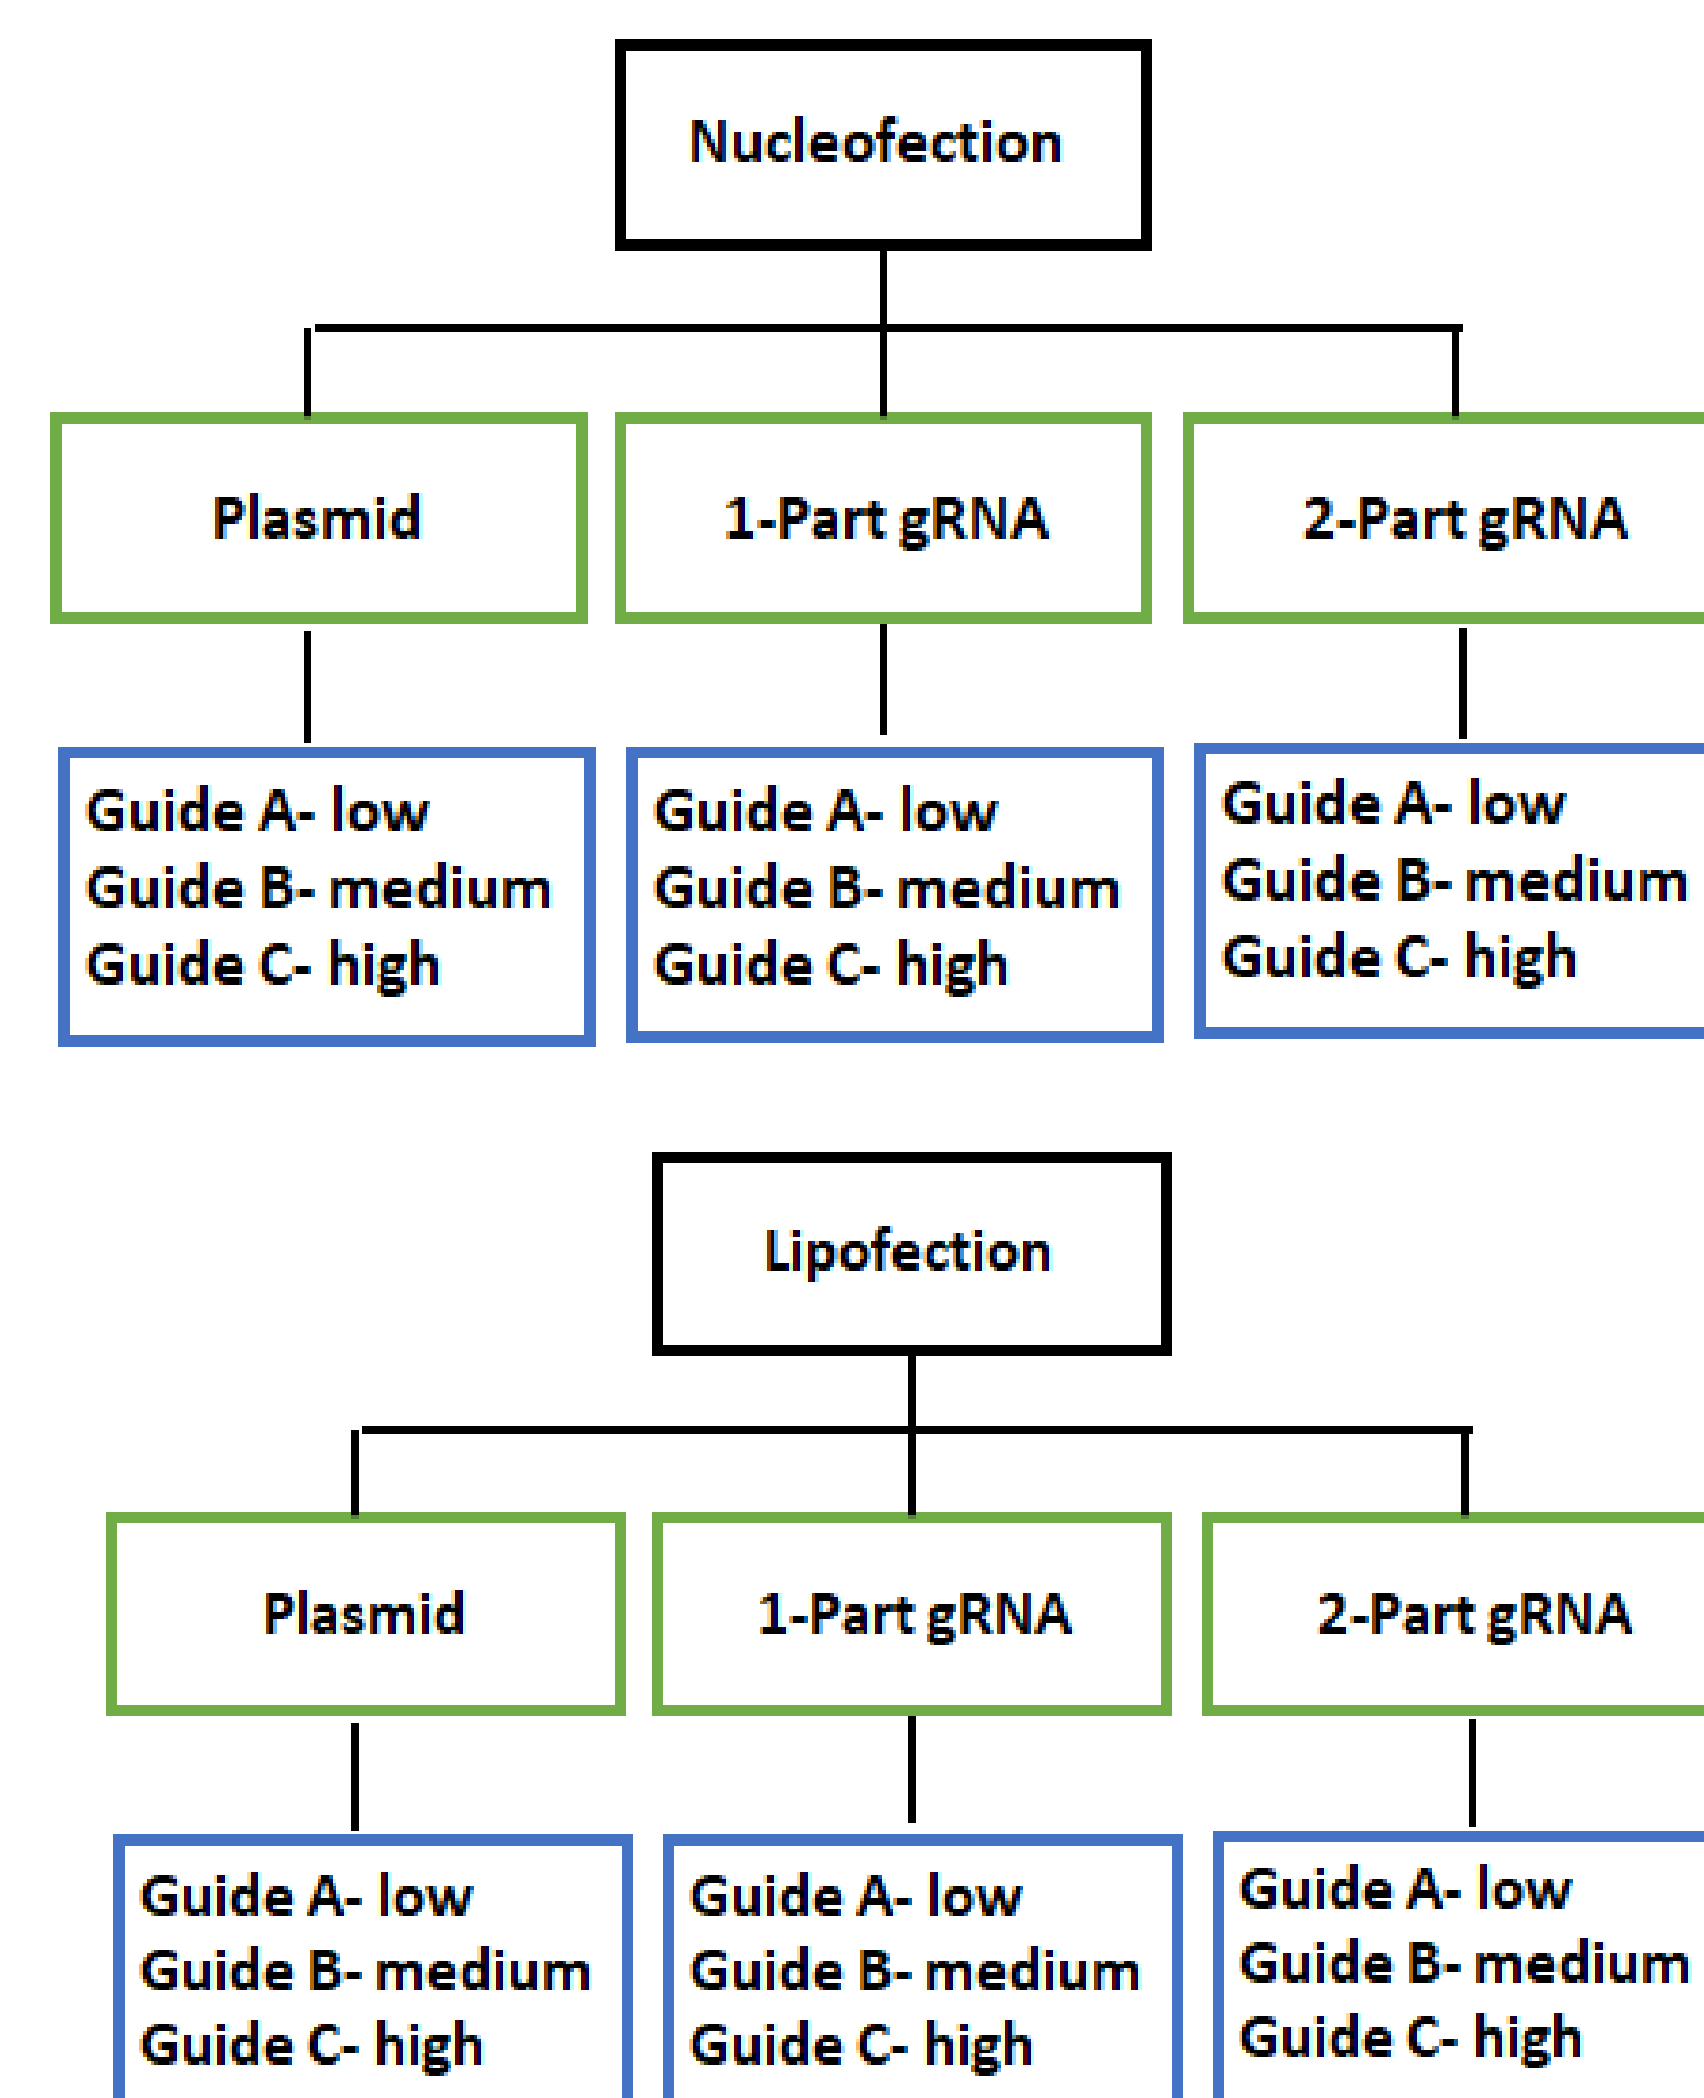 Nucleofection
Plasmid
1-Part gRNA
2-Part gRNA
Guide A- low
Guide B- medium
Guide C- high
Guide A- low
Guide B- medium
Guide C- high
Guide A- low
Guide B- medium
Guide C- high
Lipofection
Plasmid
1-Part gRNA
2-Part gRNA
Guide A- low
Guide B- medium
Guide C- high
Guide A- low
Guide B- medium
Guide C- high
Guide A- low
Guide B- medium
Guide C- high